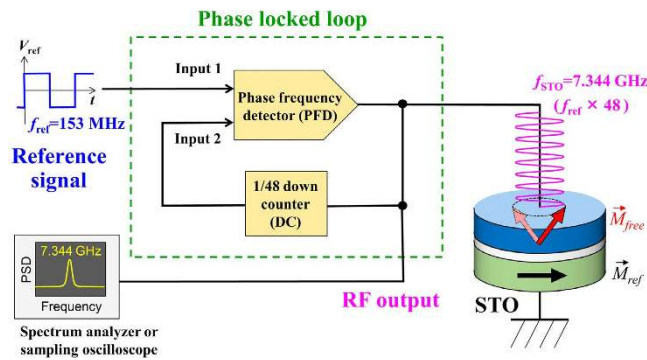 Phase locked loop
V_ref
t
f_ref=153 MHz
Reference
signal
Input 1
Input 2
Phase frequency
detector (PFD)
1/48 down
counter
(DC)
f_STO=7.344 GHz
(f_ref × 48)
M_free
M_ref
STO
RF output
7.344 GHz
PSD
Frequency
Spectrum analyzer or
sampling oscilloscope